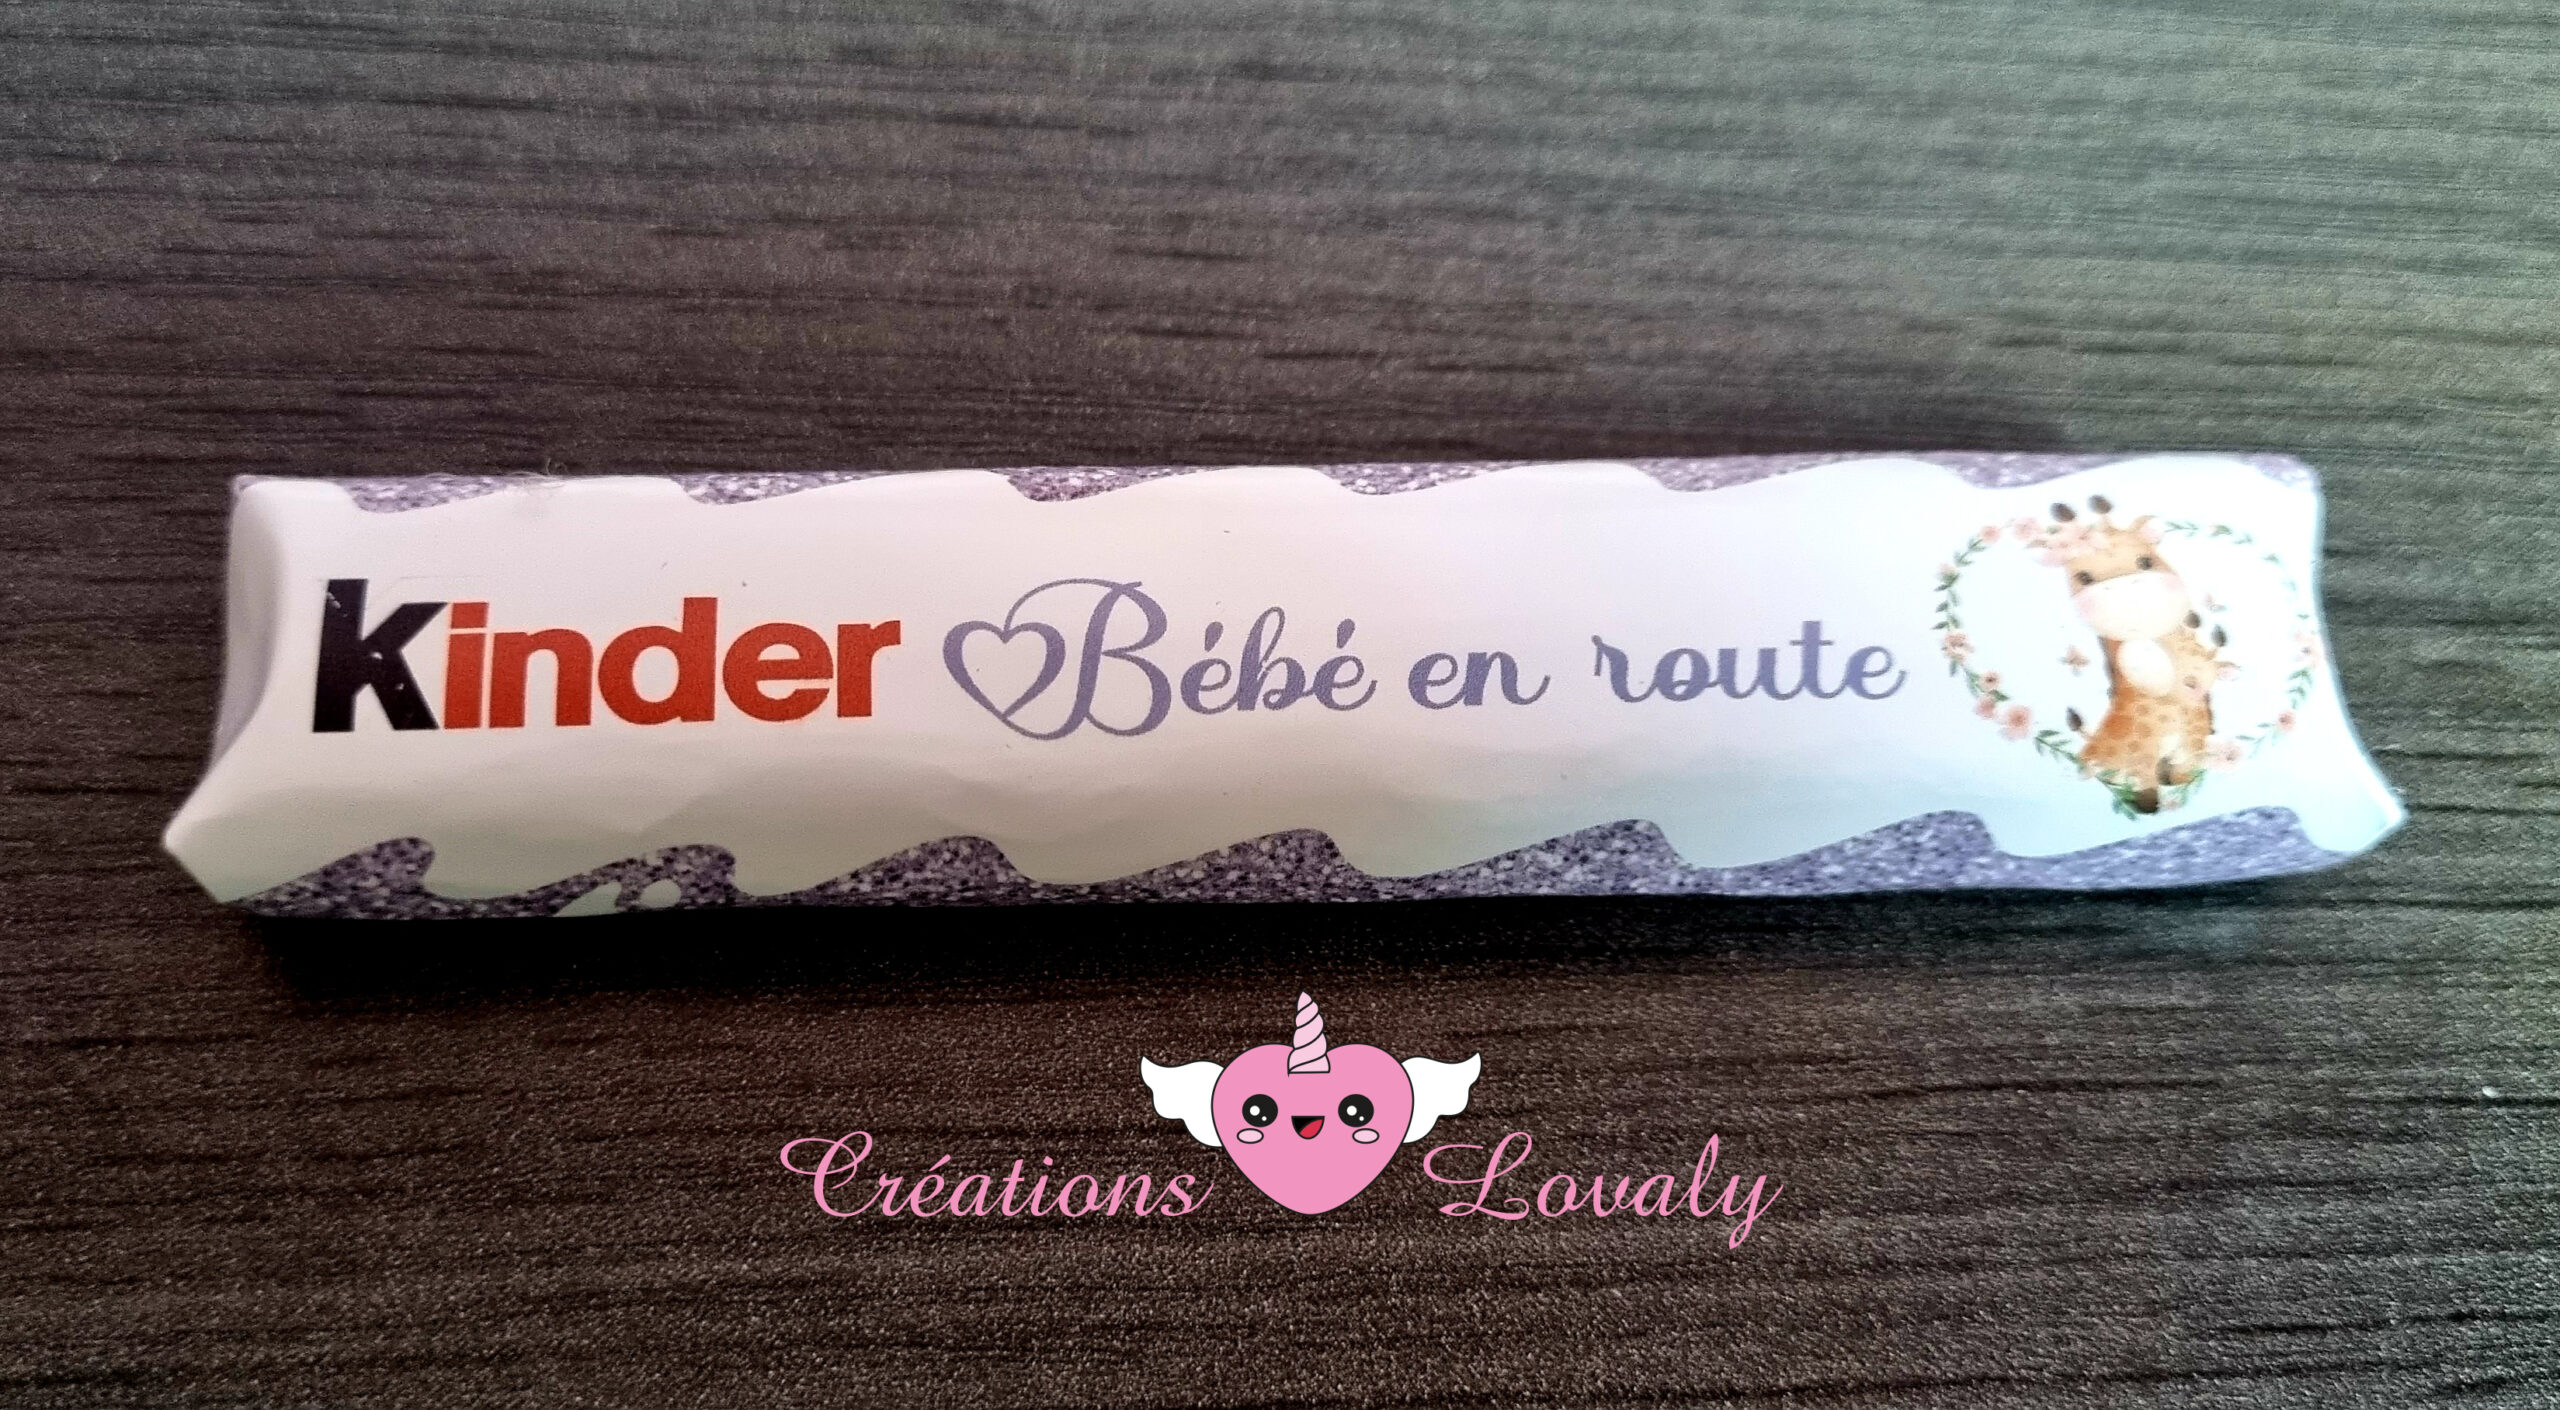 Kinder Bébé en route
Créations Lovaly